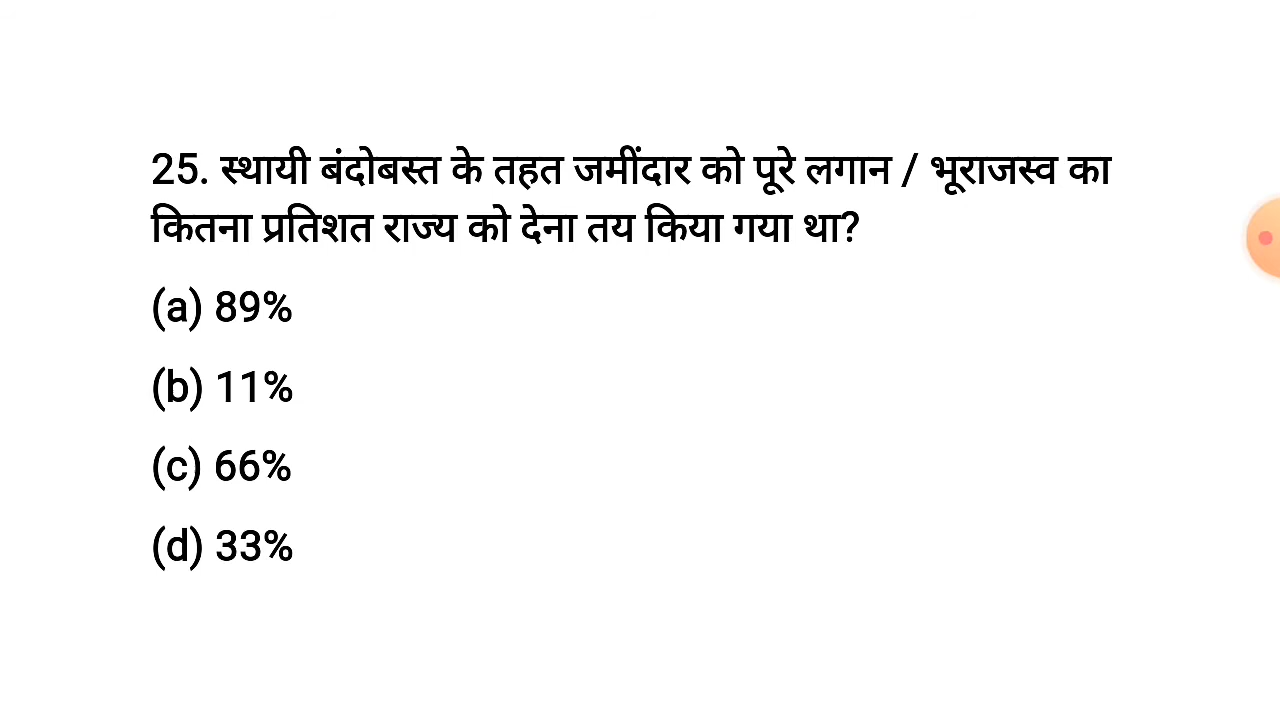 25. स्थायी बंदोबस्त के तहत जमींदार को पूरे लगान / भूराजस्व का
कितना प्रतिशत राज्य को देना तय किया गया था?
(a) 89%
(b) 11%
(c) 66%
(d) 33%